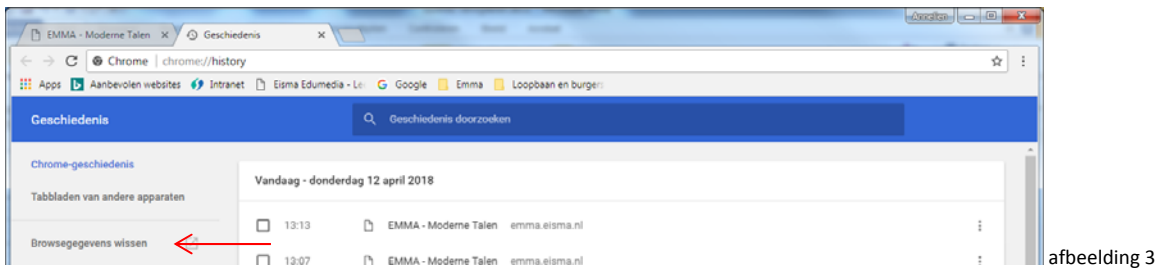 Annelien
EMMA - Moderne Talen
Geschiedenis
Chrome | chrome://history
Apps Aanbevolen websites Intranet Eisma Edumedia - Le Google Emma Loopbaan en burger
Geschiedenis
Geschiedenis doorzoeken
Chrome-geschiedenis
Tabbladen van andere apparaten
Browsegegevens wissen
Vandaag - donderdag 12 april 2018
13:13 EMMA - Moderne Talen emma.eisma.nl
13:07 EMMA - Moderne Talen emma.eisma.nl
afbeelding 3